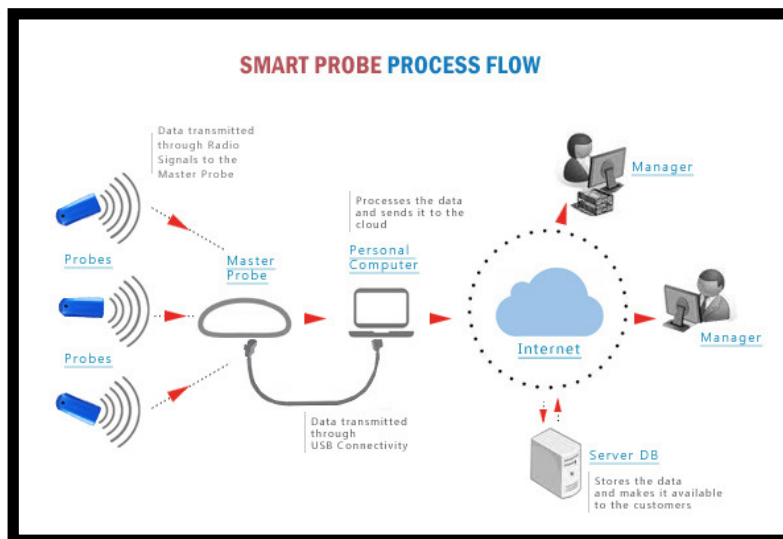 SMART PROBE PROCESS FLOW
Data transmitted
through Radio
Signals to the
Master Probe
Probes
Probes
Master
Probe
Processes the data
and sends it to the
cloud
Personal
Computer
Data transmitted
through
USB Connectivity
Internet
Manager
Manager
Server DB
Stores the data
and makes it available
to the customers